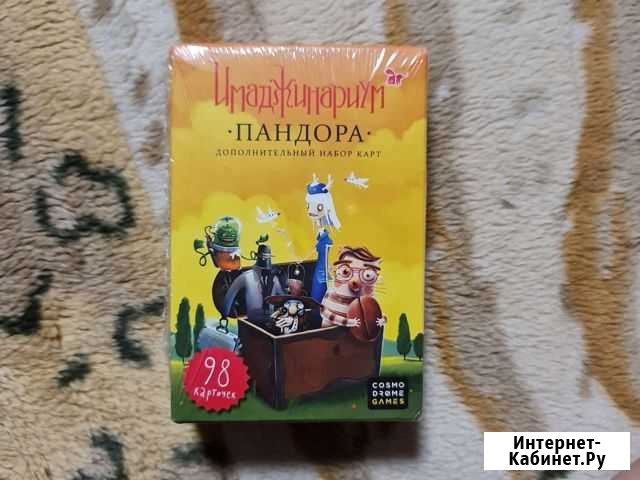 Имаджинариум
·ПАНДОРА·
ДОПОЛНИТЕЛЬНЫЙ НАБОР КАРТ
98
карточек
COSMO
DROME
GAMES
Интернет-
Кабинет.Ру